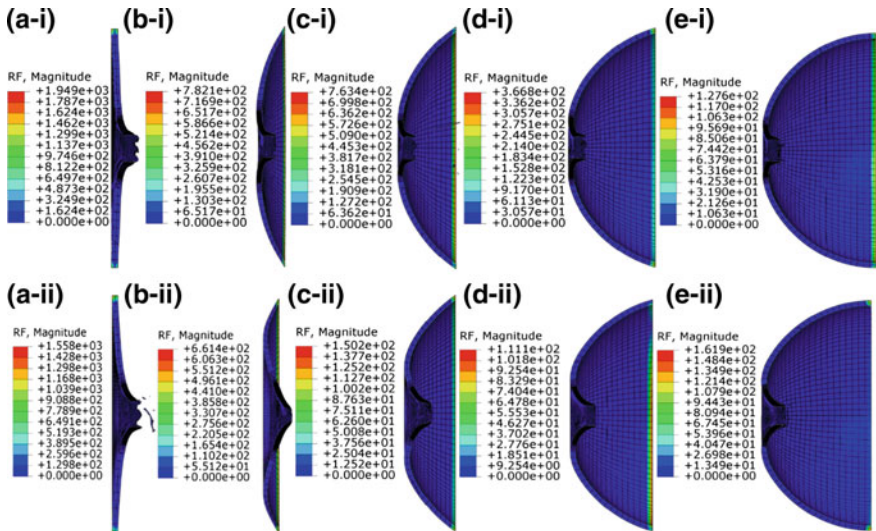 (a-i) (b-i) (c-i) (d-i) (e-i)
RF, Magnitude
+1.949e+03
+1.787e+03
+1.624e+03
+1.462e+03
+1.299e+03
+1.137e+03
+9.746e+02
+8.122e+02
+6.497e+02
+4.873e+02
+3.249e+02
+1.624e+02
+0.000e+00
RF, Magnitude
+7.821e+02
+7.169e+02
+6.517e+02
+5.866e+02
+5.214e+02
+4.562e+02
+3.910e+02
+3.259e+02
+2.607e+02
+1.955e+02
+1.303e+02
+6.517e+01
+0.000e+00
RF, Magnitude
+7.634e+02
+6.998e+02
+6.362e+02
+5.726e+02
+5.090e+02
+4.453e+02
+3.817e+02
+3.181e+02
+2.545e+02
+1.909e+02
+1.272e+02
+6.362e+01
+0.000e+00
RF, Magnitude
+3.668e+02
+3.362e+02
+3.057e+02
+2.751e+02
+2.445e+02
+2.140e+02
+1.834e+02
+1.528e+02
+1.223e+02
+9.170e+01
+6.113e+01
+3.057e+01
+0.000e+00
RF, Magnitude
+1.276e+02
+1.170e+02
+1.063e+02
+9.569e+01
+8.506e+01
+7.442e+01
+6.379e+01
+5.316e+01
+4.253e+01
+3.190e+01
+2.126e+01
+1.063e+01
+0.000e+00
(a-ii) (b-ii) (c-ii) (d-ii) (e-ii)
RF, Magnitude
+1.558e+03
+1.428e+03
+1.298e+03
+1.168e+03
+1.039e+03
+9.088e+02
+7.789e+02
+6.491e+02
+5.193e+02
+3.895e+02
+2.596e+02
+1.298e+02
+0.000e+00
RF, Magnitude
+6.614e+02
+6.063e+02
+5.512e+02
+4.961e+02
+4.410e+02
+3.858e+02
+3.307e+02
+2.756e+02
+2.205e+02
+1.654e+02
+1.102e+02
+5.512e+01
+0.000e+00
RF, Magnitude
+1.502e+02
+1.377e+02
+1.252e+02
+1.127e+02
+1.002e+02
+8.763e+01
+7.511e+01
+6.260e+01
+5.008e+01
+3.756e+01
+2.504e+01
+1.252e+01
+0.000e+00
RF, Magnitude
+1.111e+02
+1.018e+02
+9.254e+01
+8.329e+01
+7.404e+01
+6.478e+01
+5.553e+01
+4.627e+01
+3.702e+01
+2.776e+01
+1.851e+01
+9.254e+00
+0.000e+00
RF, Magnitude
+1.619e+02
+1.484e+02
+1.349e+02
+1.214e+02
+1.079e+02
+9.443e+01
+8.094e+01
+6.745e+01
+5.396e+01
+4.047e+01
+2.698e+01
+1.349e+01
+0.000e+00